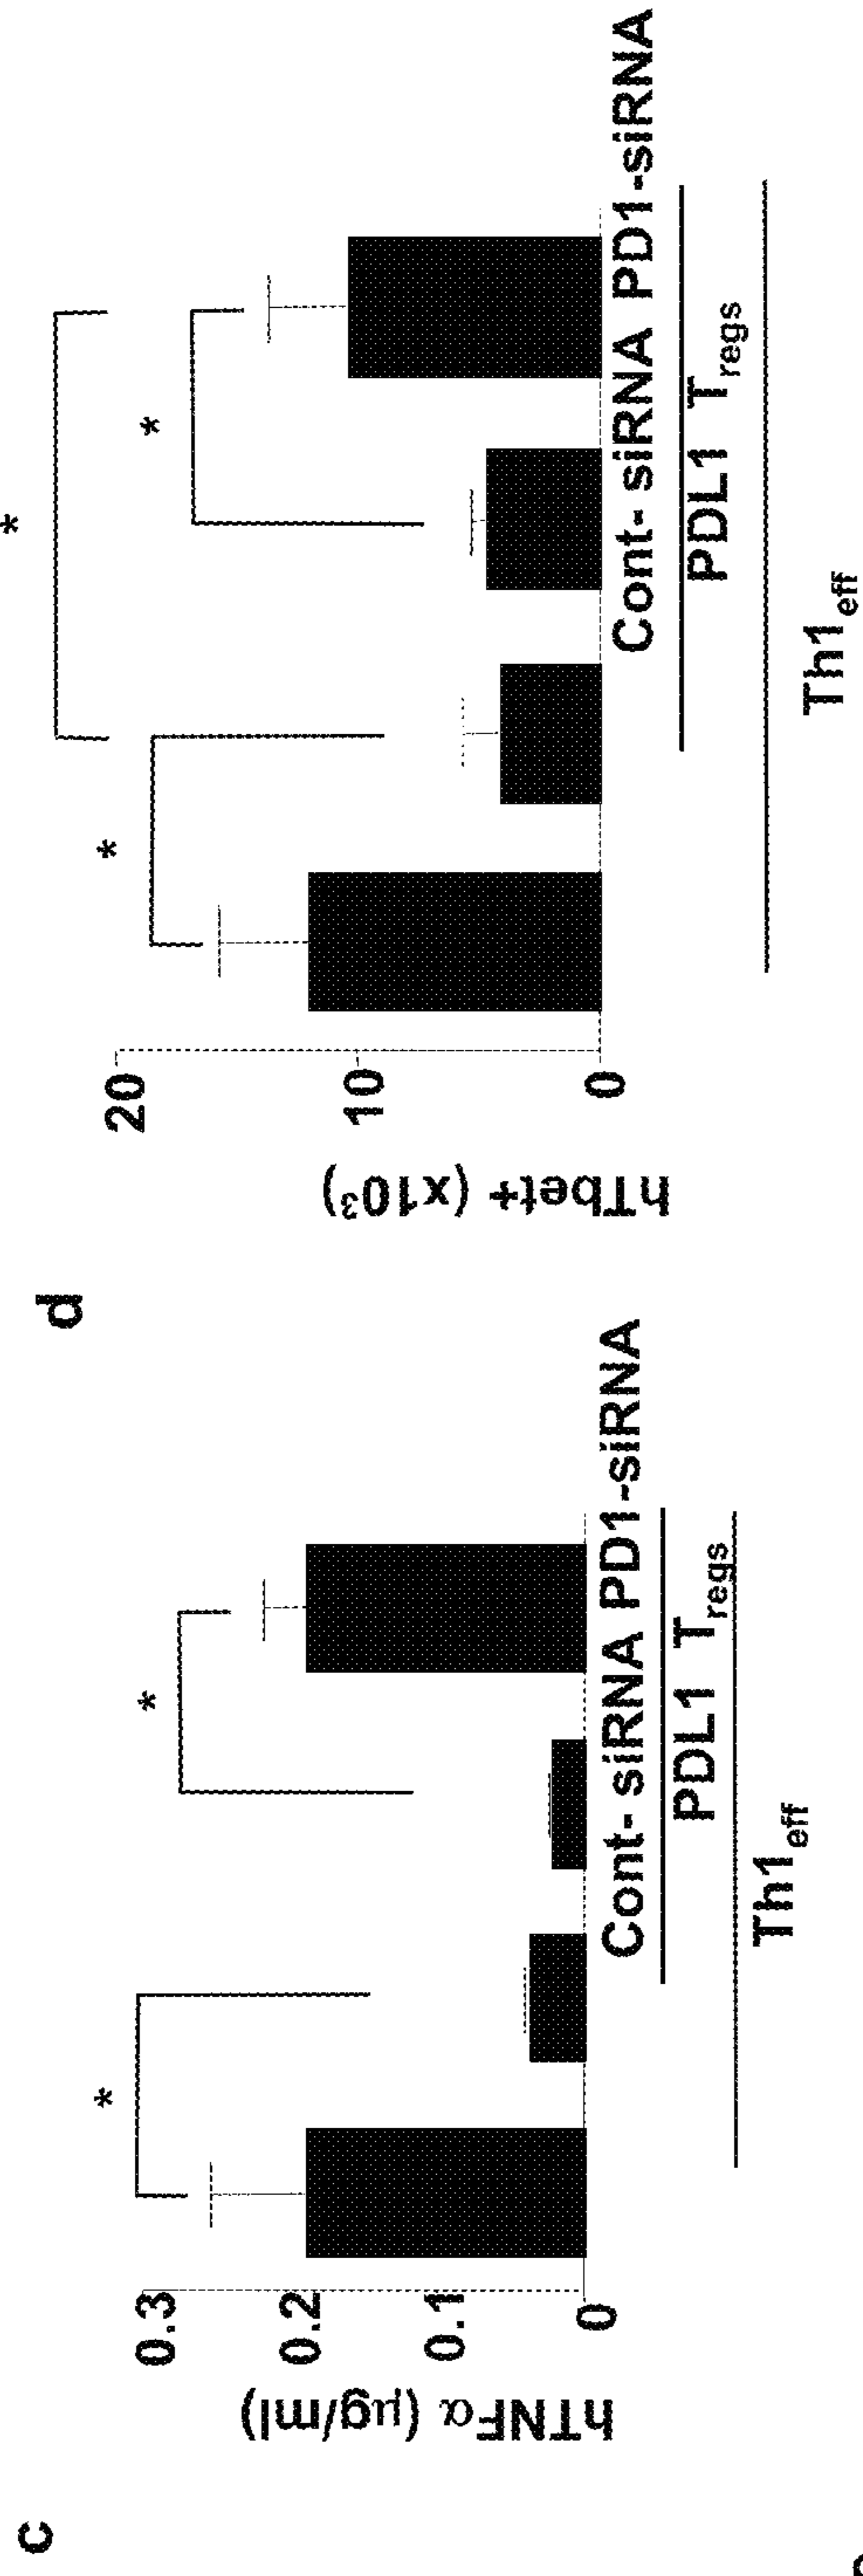 c
hTNFα (µg/ml)
0.3
0.2
0.1
0
*
*
Cont- siRNA PD1-siRNA
PDL1 Tregs
Th1eff
d
hTbet+ (x10³)
20
10
0
*
*
*
Cont- siRNA PD1-siRNA
PDL1 Tregs
Th1eff